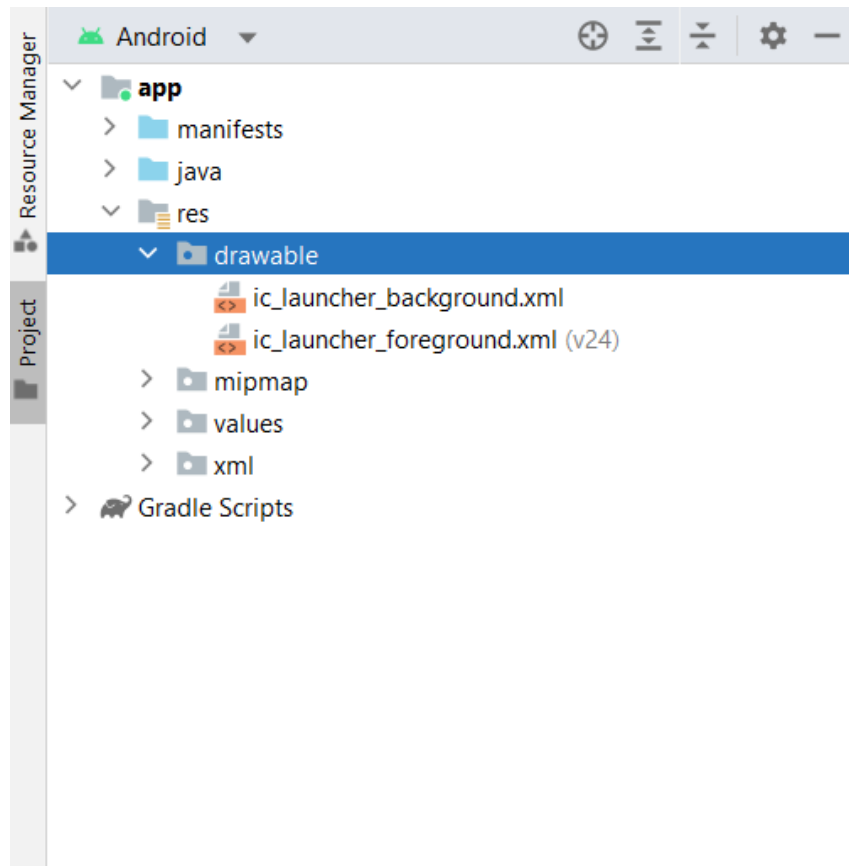 Android
app
manifests
java
res
drawable
ic_launcher_background.xml
ic_launcher_foreground.xml (v24)
mipmap
values
xml
Gradle Scripts
Resource Manager
Project